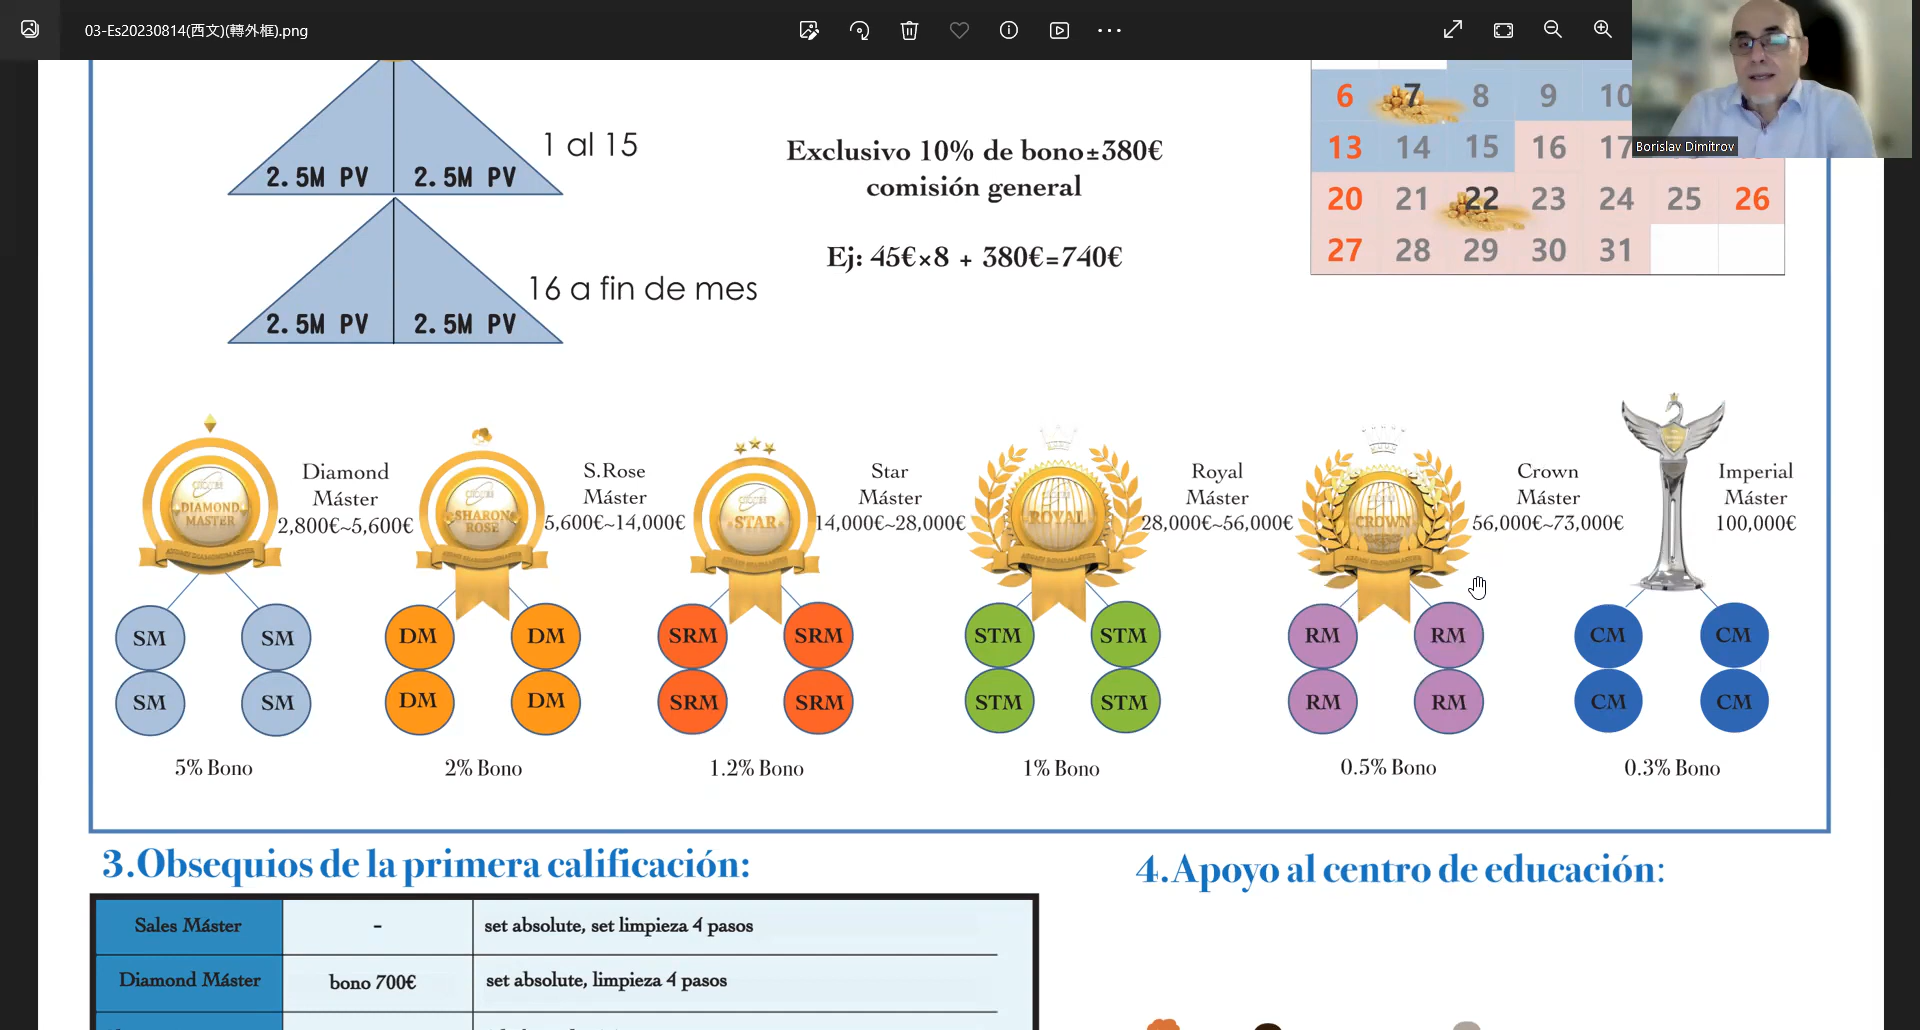 03-Es20230814(西文)(轉外框).png
Borislav Dimitrov
6 7 8 9 10
13 14 15 16 17
20 21 22 23 24 25 26
27 28 29 30 31
1 al 15
2.5M PV 2.5M PV
16 a fin de mes
2.5M PV 2.5M PV
Exclusivo 10% de bono±380€
comisión general
Ej: 45€×8 + 380€=740€
DIAMOND
MASTER
Diamond
Máster
2,800€~5,600€
SHARON
ROSE
S.Rose
Máster
5,600€~14,000€
STAR
Star
Máster
14,000€~28,000€
ROYAL
Royal
Máster
28,000€~56,000€
CROWN
Crown
Máster
56,000€~73,000€
Imperial
Máster
100,000€
SM SM DM DM SRM SRM STM STM RM RM CM CM
SM SM DM DM SRM SRM STM STM RM RM CM CM
5% Bono 2% Bono 1.2% Bono 1% Bono 0.5% Bono 0.3% Bono
3.Obsequios de la primera calificación:
4.Apoyo al centro de educación:
Sales Máster - set absolute, set limpieza 4 pasos
Diamond Máster bono 700€ set absolute, limpieza 4 pasos